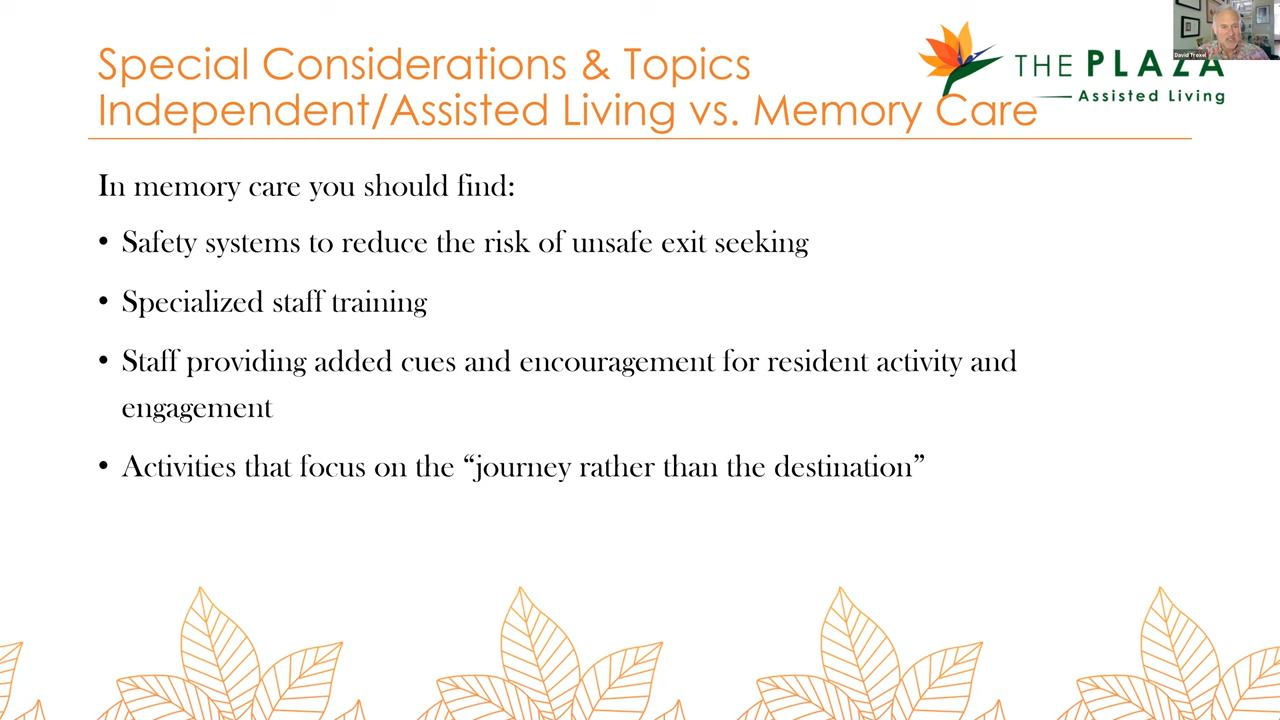 Special Considerations & Topics
Independent/Assisted Living vs. Memory Care
THE PLAZA
Assisted Living
David Troxel
In memory care you should find:
• Safety systems to reduce the risk of unsafe exit seeking
• Specialized staff training
• Staff providing added cues and encouragement for resident activity and
engagement
• Activities that focus on the “journey rather than the destination”